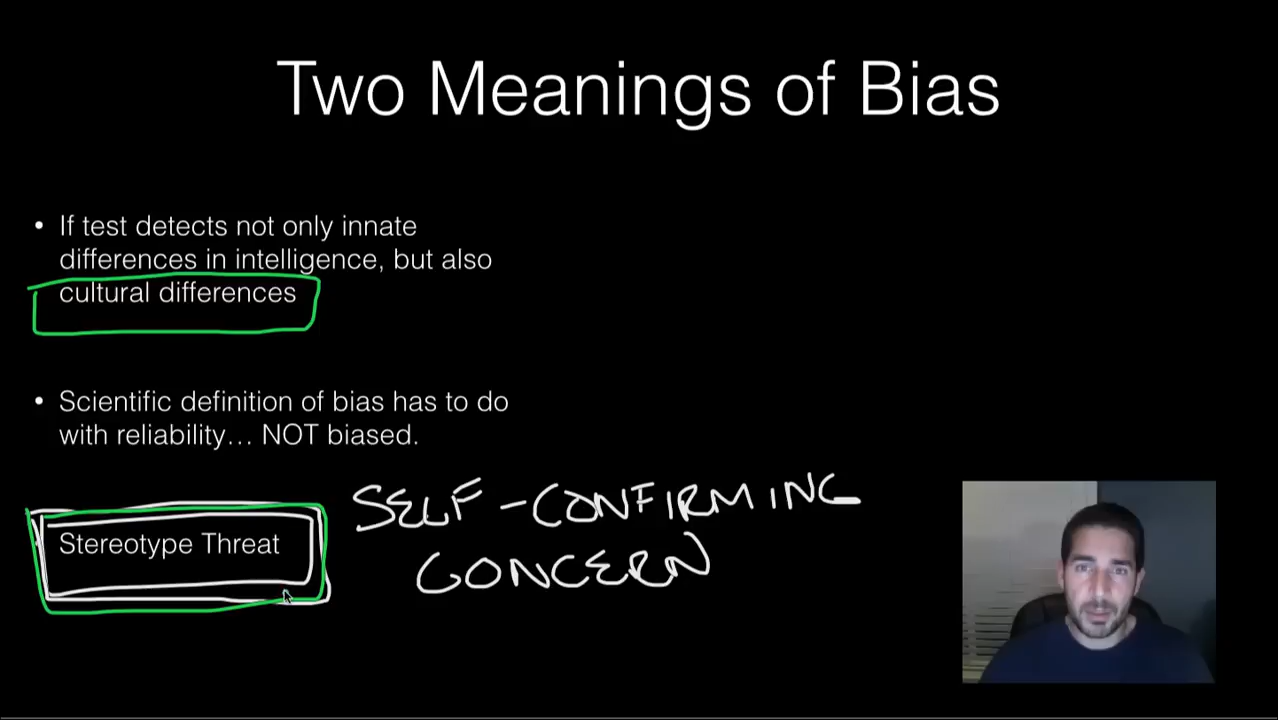 Two Meanings of Bias
• If test detects not only innate
differences in intelligence, but also
cultural differences
• Scientific definition of bias has to do
with reliability… NOT biased.
Stereotype Threat
SELF-CONFIRMING
CONCERN